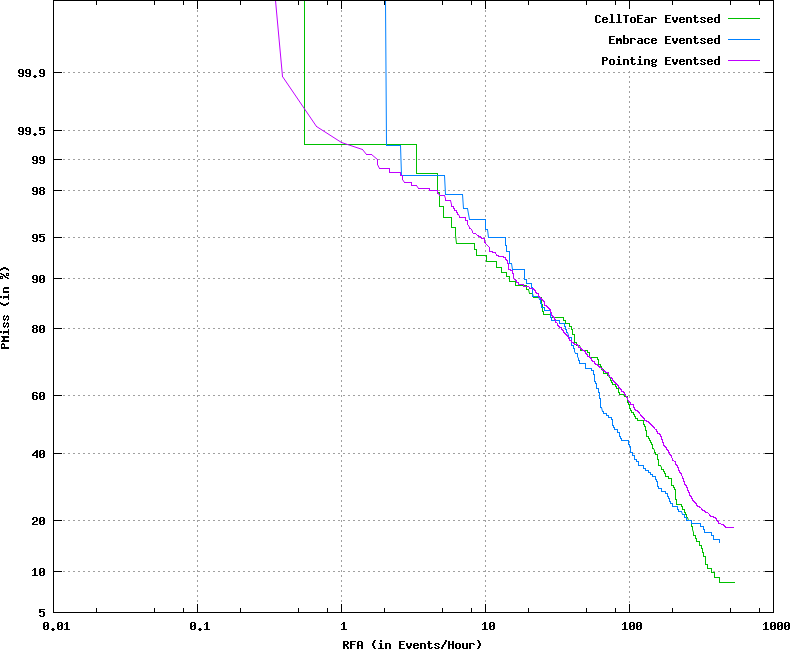 CellToEar Eventsed
Embrace Eventsed
Pointing Eventsed
99.9
99.5
99
98
95
90
80
60
40
20
10
5
PMiss (in %)
0.01 0.1 1 10 100 1000
RFA (in Events/Hour)